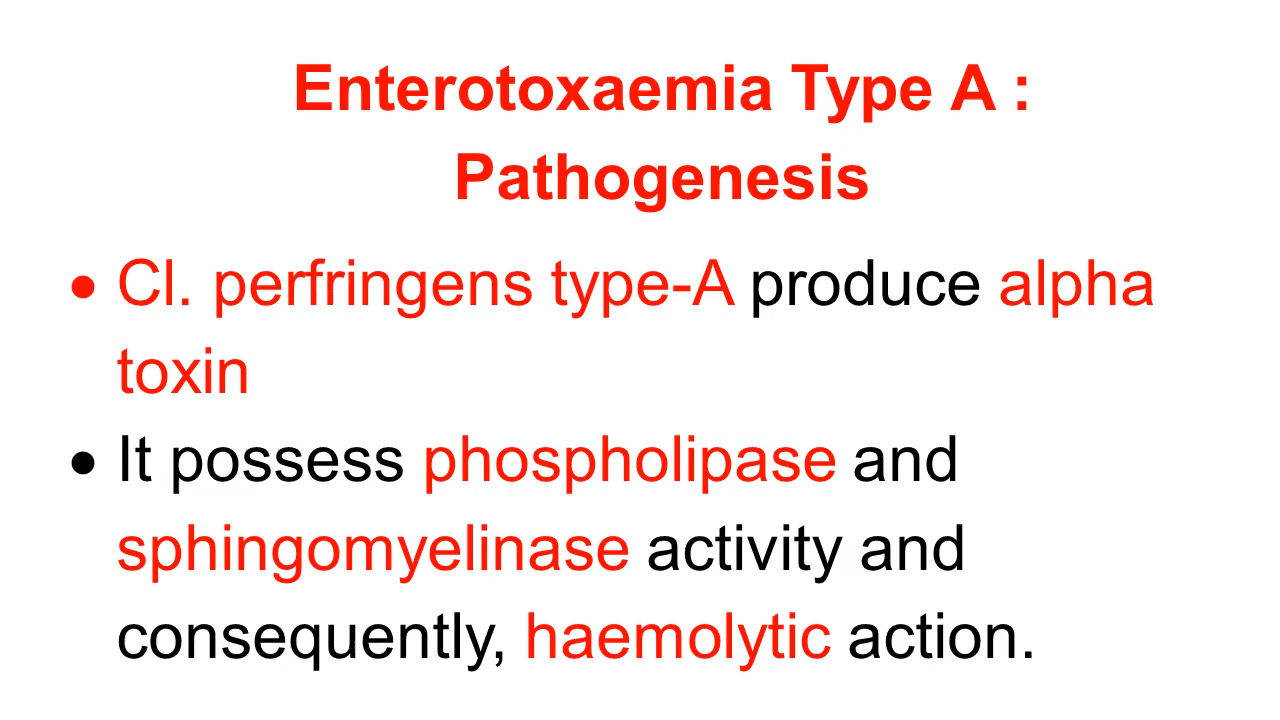 Enterotoxaemia Type A :
Pathogenesis
• Cl. perfringens type-A produce alpha
toxin
• It possess phospholipase and
sphingomyelinase activity and
consequently, haemolytic action.